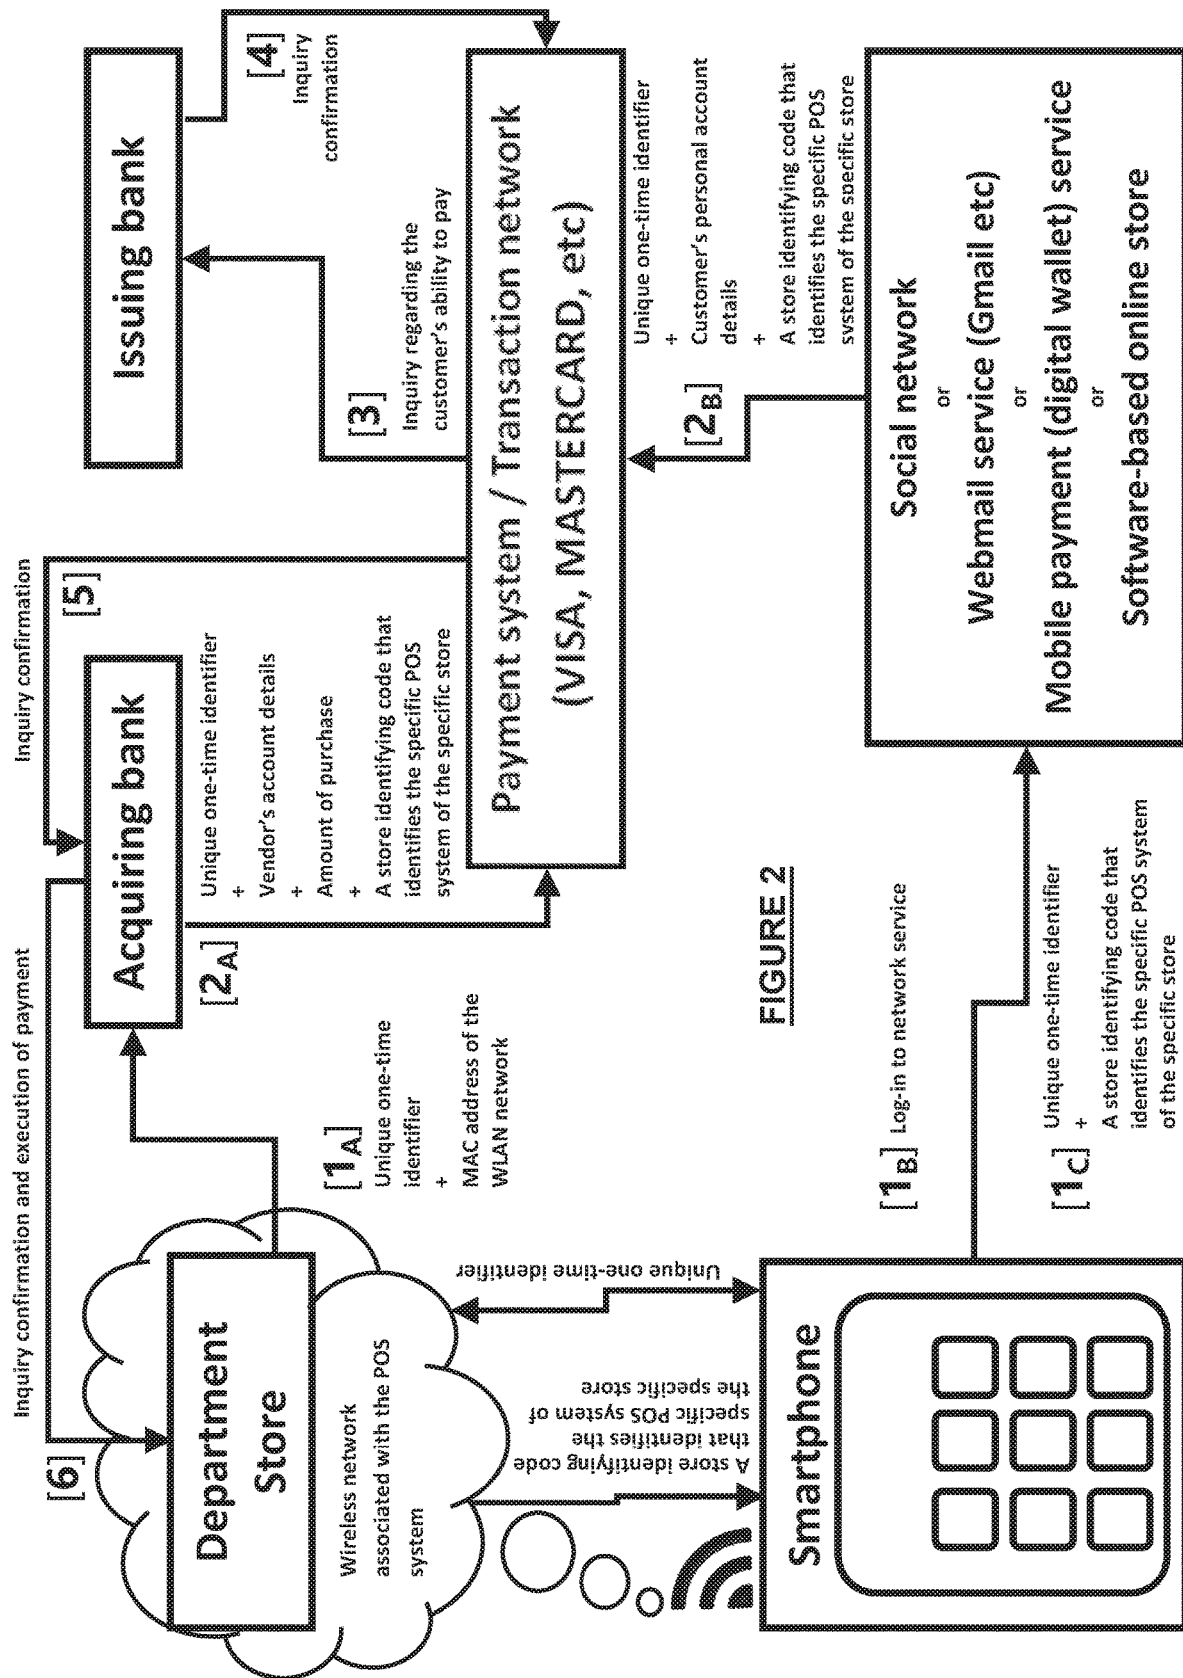 Inquiry confirmation and execution of payment
Inquiry confirmation
[6]
[5]
Department
Store
Wireless network
associated with the POS
system
Acquiring bank
Issuing bank
[1A]
Unique one-time
identifier
+
MAC address of the
WLAN network
[2A]
Unique one-time identifier
+
Vendor's account details
+
Amount of purchase
+
A store identifying code that
identifies the specific POS
system of the specific store
[3]
Inquiry regarding the
customer's ability to pay
[4]
Inquiry
confirmation
Payment system / Transaction network
(VISA, MASTERCARD, etc)
A store identifying code
that identifies the
specific POS system of
the specific store
Unique one-time identifier
FIGURE 2
[2B]
Unique one-time identifier
+
Customer's personal account
details
+
A store identifying code that
identifies the specific POS
system of the specific store
Smartphone
[1B] Log-in to network service
[1C]
Unique one-time identifier
+
A store identifying code that
identifies the specific POS system
of the specific store
Social network
or
Webmail service (Gmail etc)
or
Mobile payment (digital wallet) service
or
Software-based online store